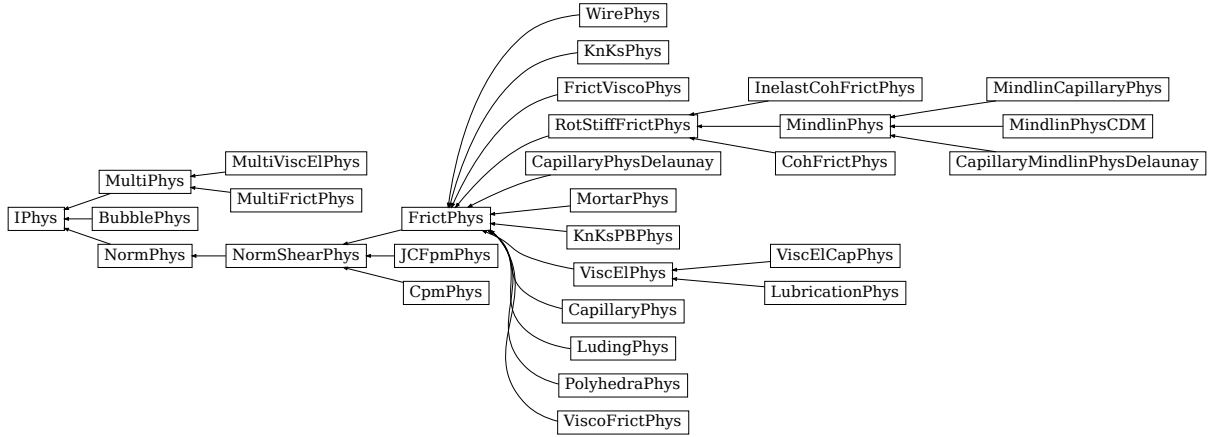 WirePhys
KnKsPhys
FrictViscoPhys
InelastCohFrictPhys
MindlinCapillaryPhys
RotStiffFrictPhys
MindlinPhys
MindlinPhysCDM
CapillaryPhysDelaunay
CohFrictPhys
CapillaryMindlinPhysDelaunay
MultiViscElPhys
MultiPhys
MultiFrictPhys
MortarPhys
IPhys
BubblePhys
FrictPhys
KnKsPBPhys
NormPhys
NormShearPhys
JCFpmPhys
ViscElPhys
ViscElCapPhys
CpmPhys
LubricationPhys
CapillaryPhys
LudingPhys
PolyhedraPhys
ViscoFrictPhys